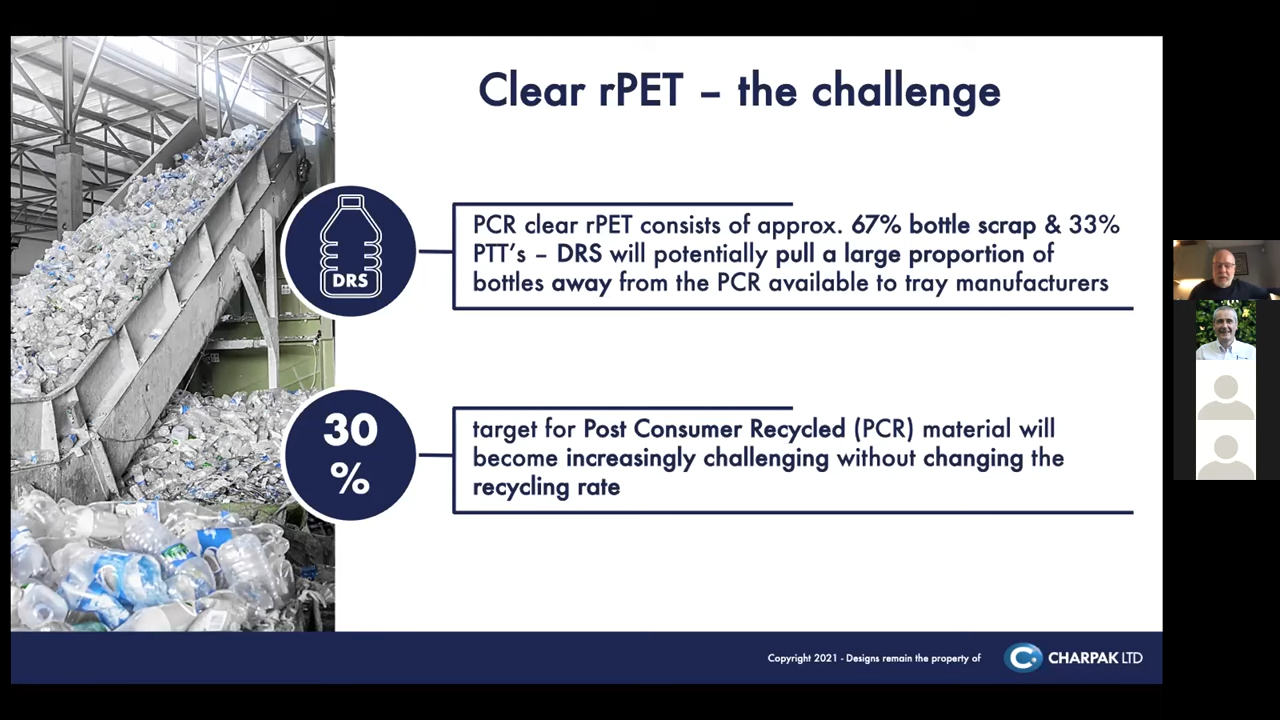 Clear rPET – the challenge
DRS
PCR clear rPET consists of approx. 67% bottle scrap & 33%
PTT's – DRS will potentially pull a large proportion of
bottles away from the PCR available to tray manufacturers
30
%
target for Post Consumer Recycled (PCR) material will
become increasingly challenging without changing the
recycling rate
Copyright 2021 - Designs remain the property of
CHARPAK LTD